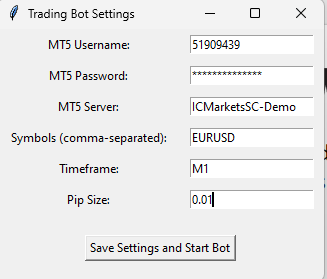 Trading Bot Settings
MT5 Username: 51909439
MT5 Password: *************
MT5 Server: ICMarketsSC-Demo
Symbols (comma-separated): EURUSD
Timeframe: M1
Pip Size: 0.01
Save Settings and Start Bot